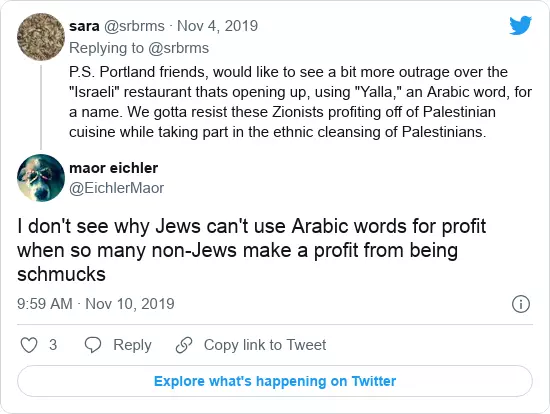 sara @srbrms · Nov 4, 2019
Replying to @srbrms
P.S. Portland friends, would like to see a bit more outrage over the
"Israeli" restaurant thats opening up, using "Yalla," an Arabic word, for
a name. We gotta resist these Zionists profiting off of Palestinian
cuisine while taking part in the ethnic cleansing of Palestinians.
maor eichler
@EichlerMaor
I don't see why Jews can't use Arabic words for profit
when so many non-Jews make a profit from being
schmucks
9:59 AM · Nov 10, 2019
3 Reply Copy link to Tweet
Explore what's happening on Twitter